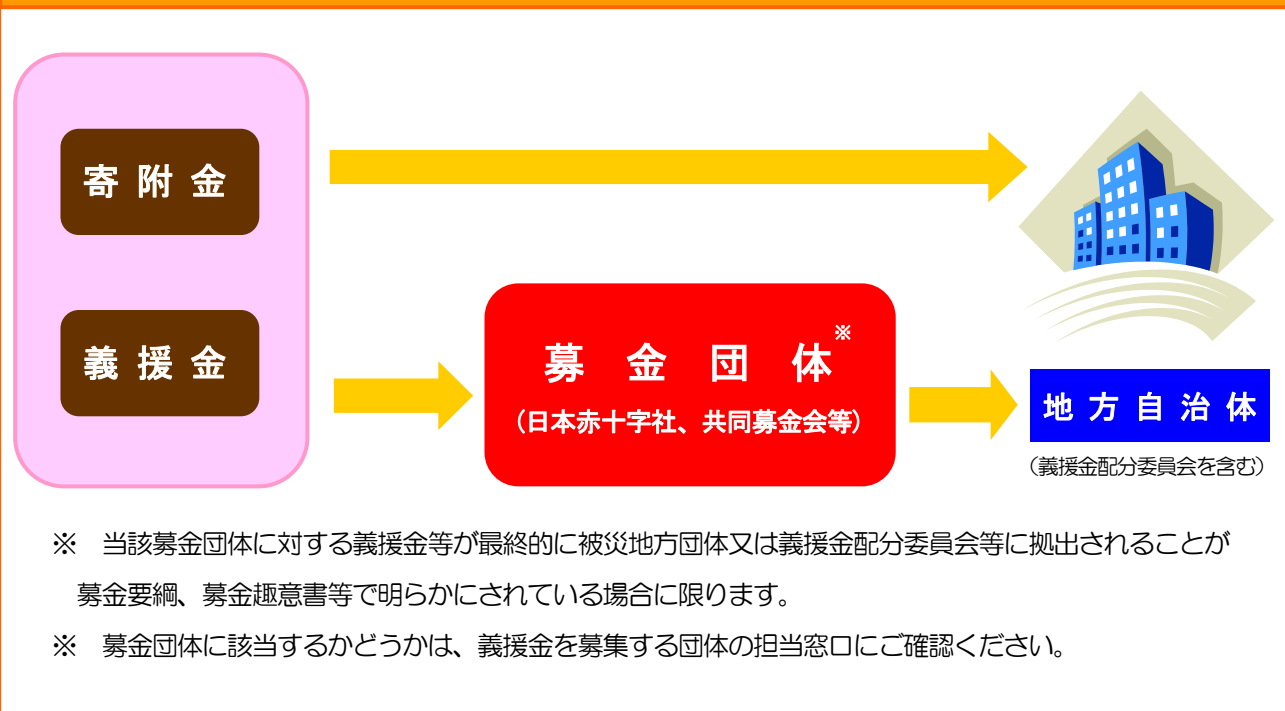 寄附金
義援金
募金団体※
(日本赤十字社、共同募金会等)
地方自治体
(義援金配分委員会を含む)
※ 当該募金団体に対する義援金等が最終的に被災地方団体又は義援金配分委員会等に拠出されることが
募金要綱、募金趣意書等で明らかにされている場合に限ります。
※ 募金団体に該当するかどうかは、義援金を募集する団体の担当窓口にご確認ください。